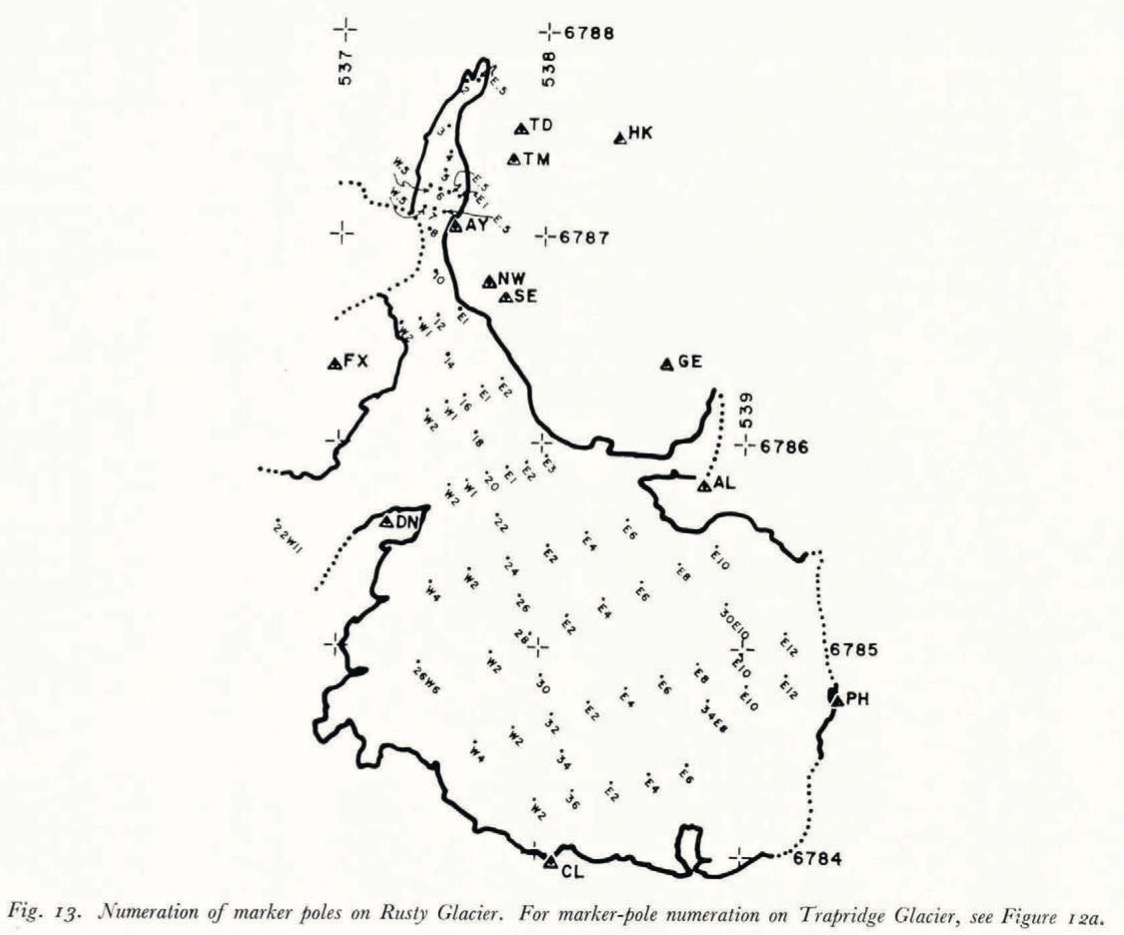 6788
537
538
2
E.5
TD
HK
3
TM
4
W.5
5
E.5
6
E1
W.5
7
E.5
8
AY
6787
10
NW
SE
W2
W1
12
E1
FX
14
GE
E1
E2
W2
W1
16
539
18
6786
E3
E2
E1
20
W1
W2
AL
22W11
DN
22
E2
E4
E6
E10
24
W2
W4
E8
E6
26
E4
E2
30E10
28
E12
6785
W2
26W6
E10
E8
E6
E12
30
E4
E10
PH
34E8
E2
32
W2
W4
34
E6
E4
E2
36
W2
6784
CL
Fig. 13. Numeration of marker poles on Rusty Glacier. For marker-pole numeration on Trapridge Glacier, see Figure 12a.